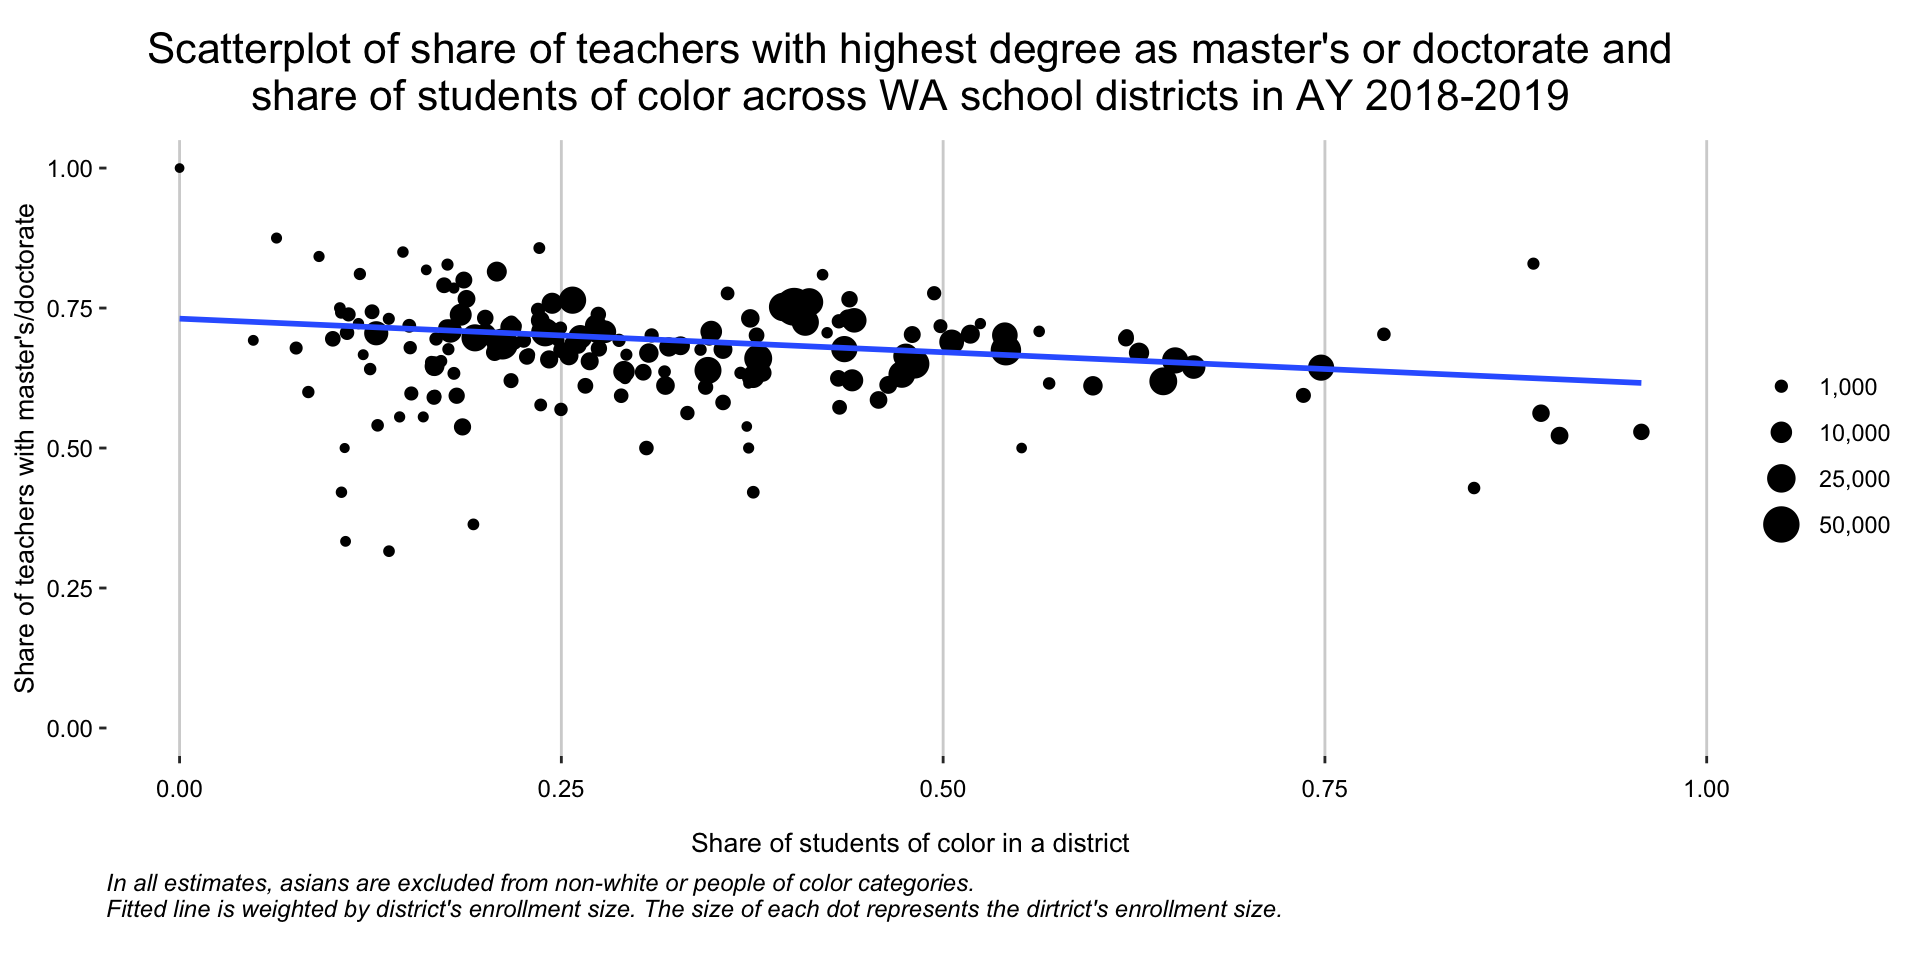 Scatterplot of share of teachers with highest degree as master's or doctorate and
share of students of color across WA school districts in AY 2018-2019
Share of teachers with master's/doctorate
1.00
0.75
0.50
0.25
0.00
0.00
0.25
0.50
0.75
1.00
Share of students of color in a district
1,000
10,000
25,000
50,000
In all estimates, asians are excluded from non-white or people of color categories.
Fitted line is weighted by district's enrollment size. The size of each dot represents the dirtrict's enrollment size.